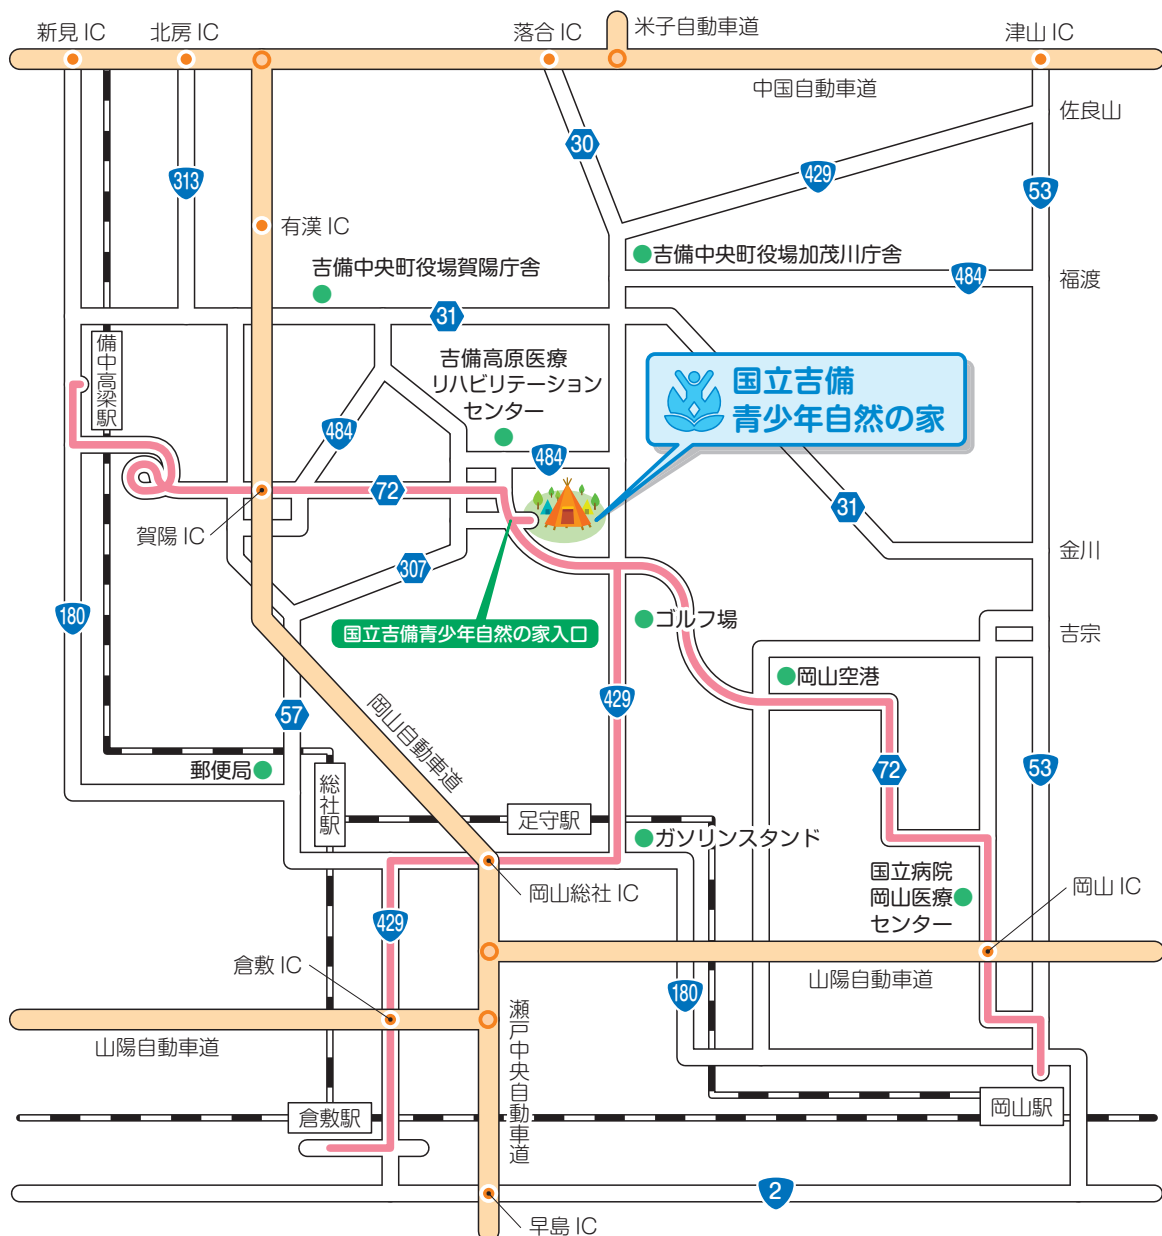 新見 IC
北房 IC
落合 IC
米子自動車道
津山 IC
中国自動車道
佐良山
30
429
313
53
有漢 IC
吉備中央町役場賀陽庁舎
吉備中央町役場加茂川庁舎
484
福渡
31
備中高梁駅
吉備高原医療
リハビリテーション
センター
国立吉備
青少年自然の家
484
484
72
31
賀陽 IC
金川
307
180
国立吉備青少年自然の家入口
ゴルフ場
吉宗
岡山空港
429
57
岡山自動車道
郵便局
総社駅
72
53
足守駅
ガソリンスタンド
国立病院
岡山医療
センター
岡山総社 IC
岡山 IC
429
倉敷 IC
山陽自動車道
180
瀬戸中央自動車道
山陽自動車道
倉敷駅
岡山駅
2
早島 IC